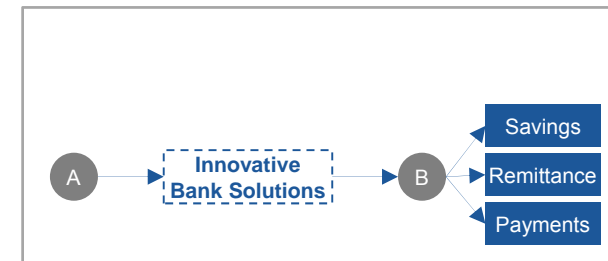 A
Innovative
Bank Solutions
B
Savings
Remittance
Payments